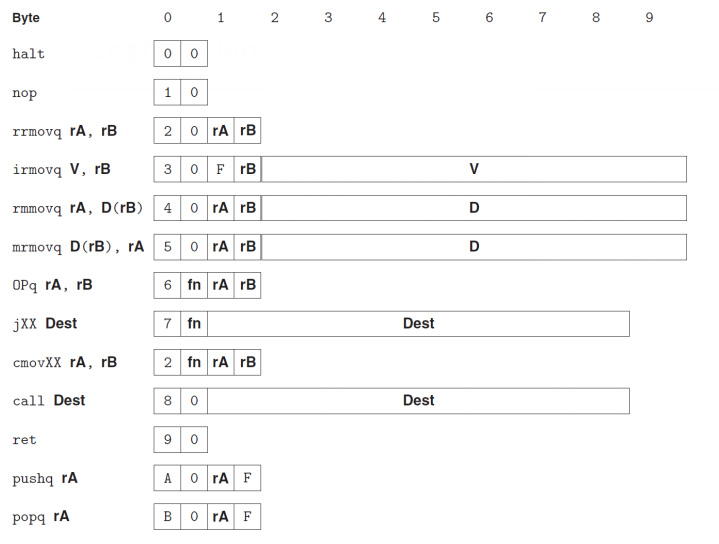 Byte 0 1 2 3 4 5 6 7 8 9
halt 0 0
nop 1 0
rrmovq rA, rB 2 0 rA rB
irmovq V, rB 3 0 F rB V
rmmovq rA, D(rB) 4 0 rA rB D
mrmovq D(rB), rA 5 0 rA rB D
OPq rA, rB 6 fn rA rB
jXX Dest 7 fn Dest
cmovXX rA, rB 2 fn rA rB
call Dest 8 0 Dest
ret 9 0
pushq rA A 0 rA F
popq rA B 0 rA F